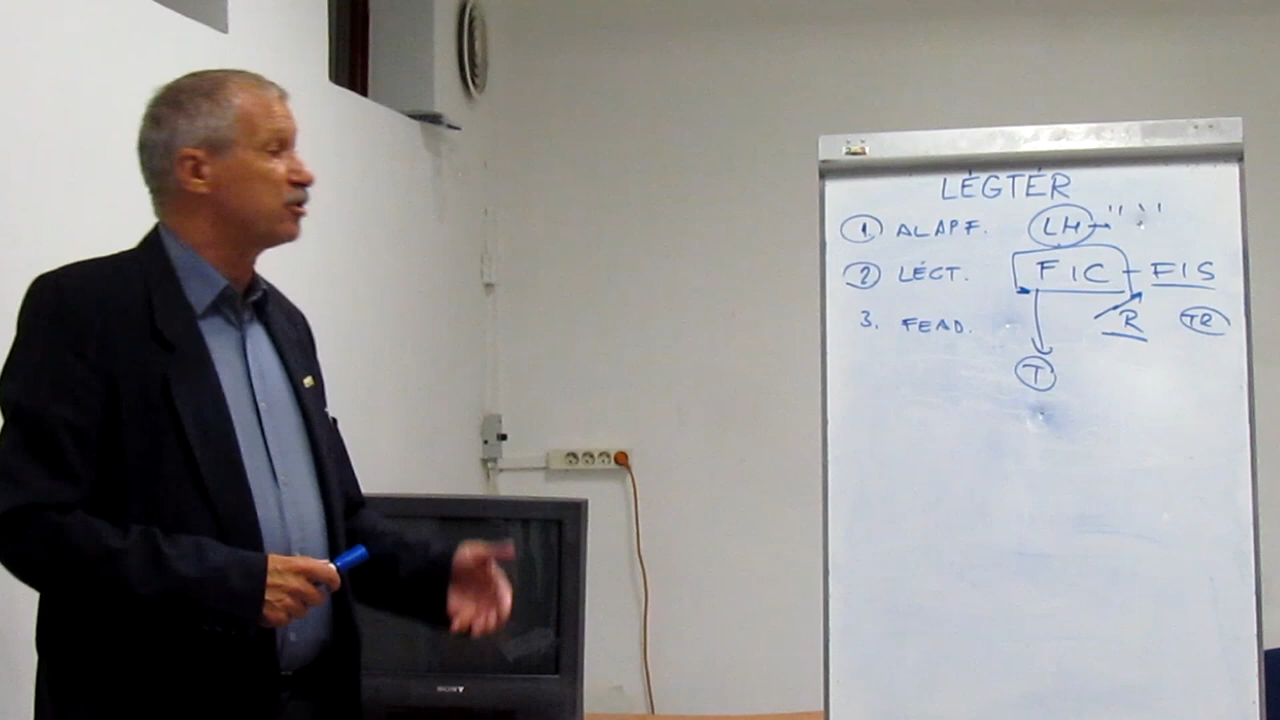 LÉGTÉR
1. ALAPF. LH - " "
2 LÉGT. FIC - FIS
3. FEAD. R TR
T
SONY